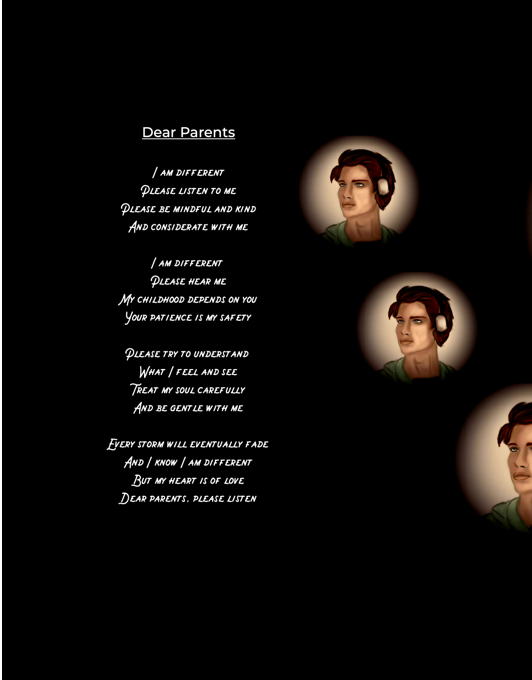 Dear Parents
I am different
Please listen to me
Please be mindful and kind
And considerate with me
I am different
Please hear me
My childhood depends on you
Your patience is my safety
Please try to understand
What I feel and see
Treat my soul carefully
And be gentle with me
Every storm will eventually fade
And I know I am different
But my heart is of love
Dear parents, please listen